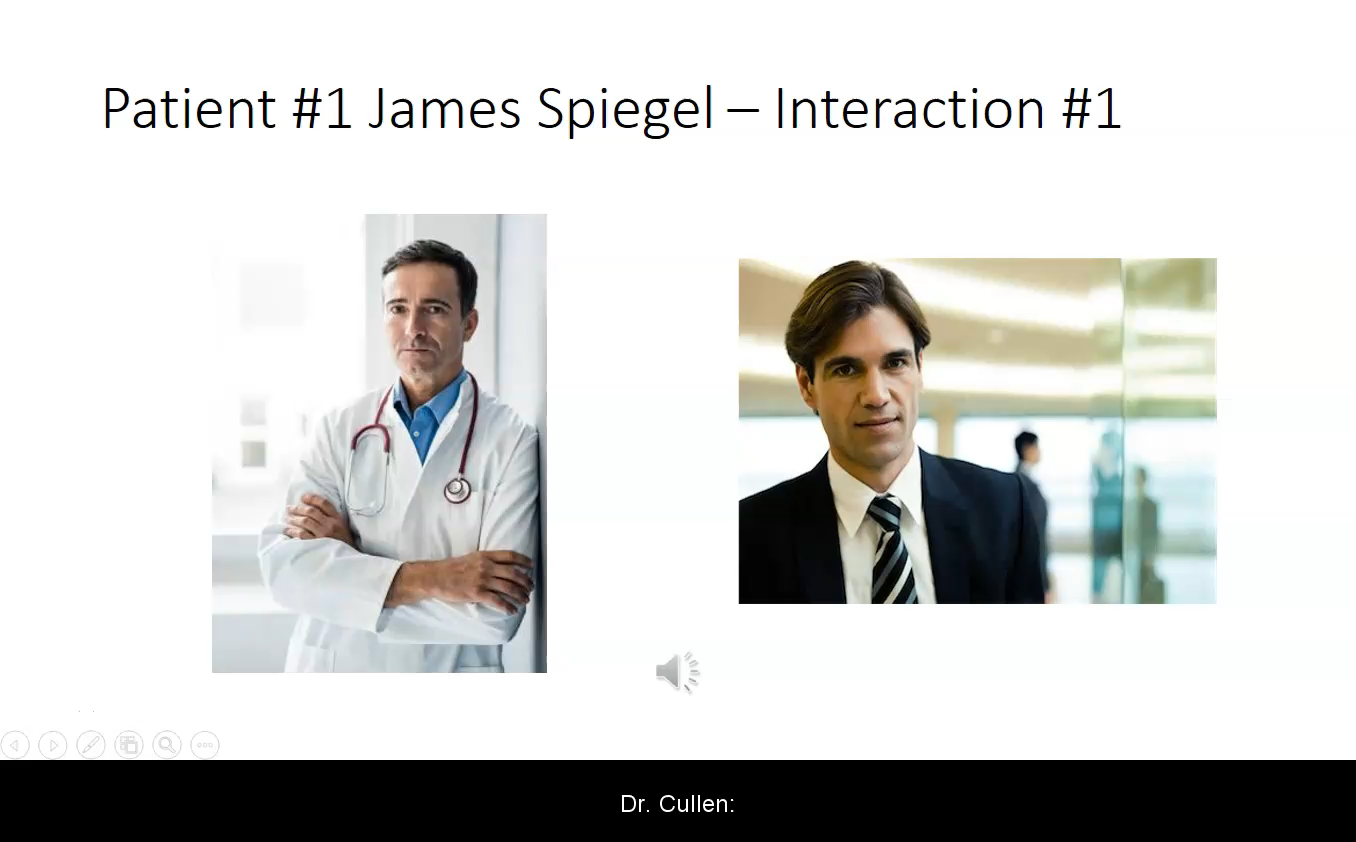 Patient #1 James Spiegel – Interaction #1
Dr. Cullen: